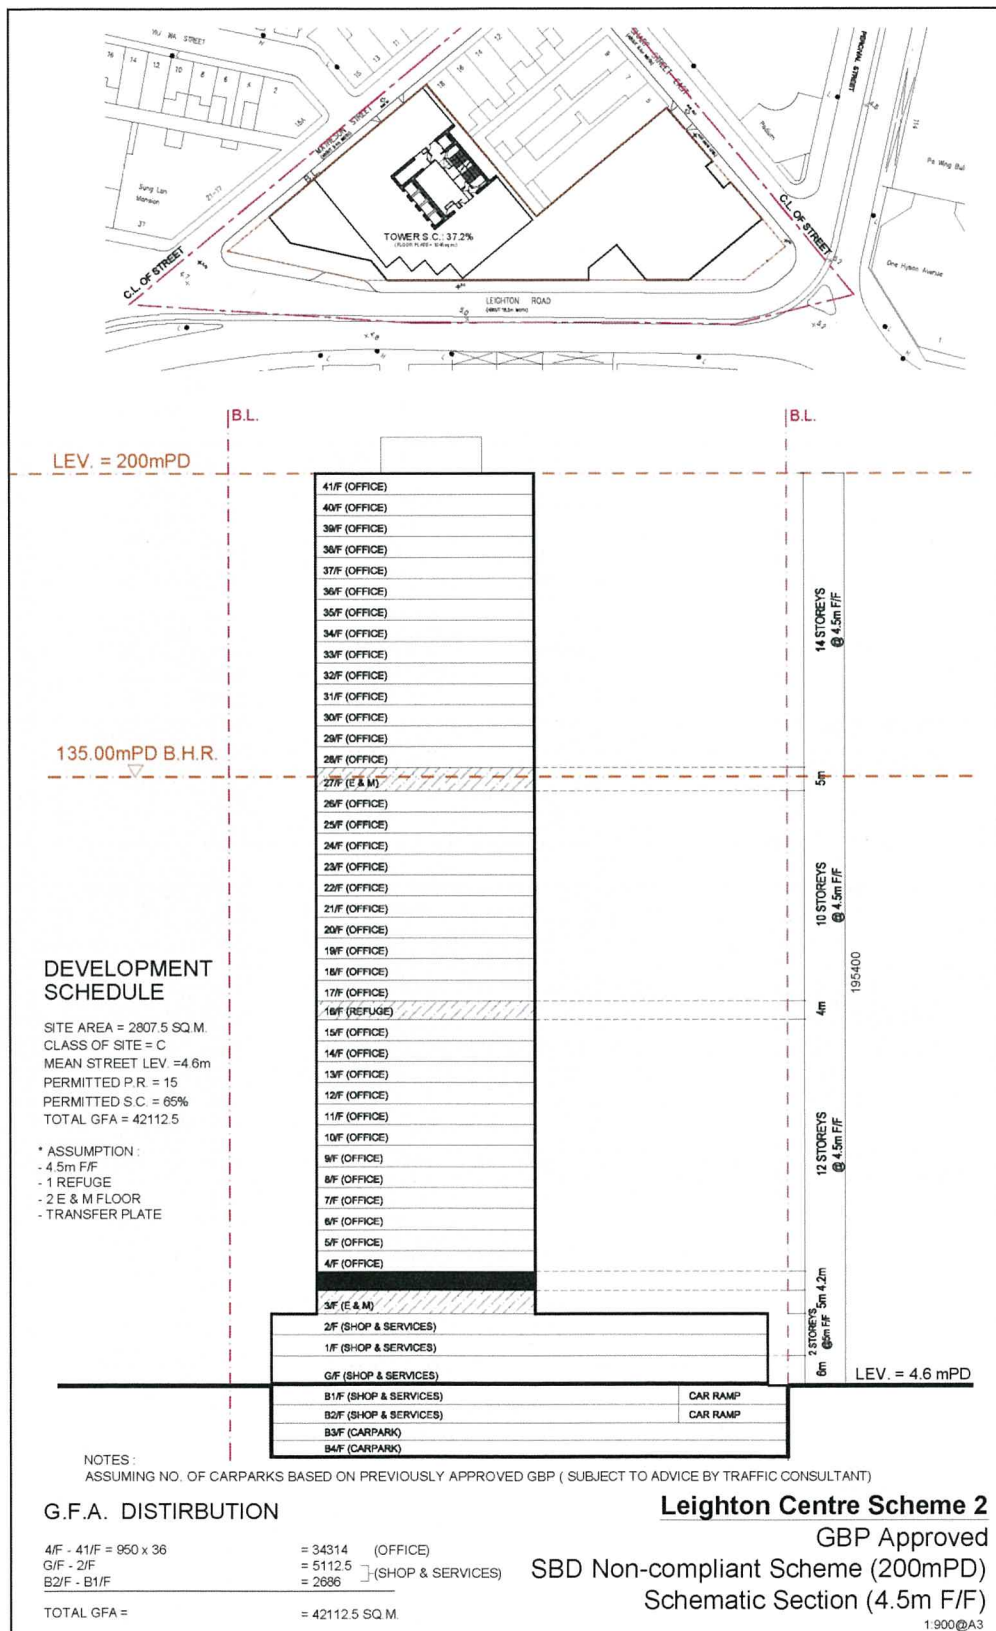 YIU WA STREET
SHARP STREET EAST
PERCIVAL STREET
MATHESON STREET
Sung Lan
Mansion
21-27
37
18A
Podium
Po Wing Bui
One Hysan Avenue
C.L. OF STREET
C.L. OF STREET
TOWER S.C.: 37.2%
LEIGHTON ROAD
B.L.
B.L.
LEV. = 200mPD
41/F (OFFICE)
40/F (OFFICE)
39/F (OFFICE)
38/F (OFFICE)
37/F (OFFICE)
36/F (OFFICE)
35/F (OFFICE)
34/F (OFFICE)
33/F (OFFICE)
32/F (OFFICE)
31/F (OFFICE)
30/F (OFFICE)
29/F (OFFICE)
28/F (OFFICE)
14 STOREYS
@ 4.5m F/F
135.00mPD B.H.R.
27/F (E & M)
5m
26/F (OFFICE)
25/F (OFFICE)
24/F (OFFICE)
23/F (OFFICE)
22/F (OFFICE)
21/F (OFFICE)
20/F (OFFICE)
19/F (OFFICE)
18/F (OFFICE)
17/F (OFFICE)
10 STOREYS
@ 4.5m F/F
195400
16/F (REFUGE)
4m
15/F (OFFICE)
14/F (OFFICE)
13/F (OFFICE)
12/F (OFFICE)
11/F (OFFICE)
10/F (OFFICE)
9/F (OFFICE)
8/F (OFFICE)
7/F (OFFICE)
6/F (OFFICE)
5/F (OFFICE)
4/F (OFFICE)
12 STOREYS
@ 4.5m F/F
4.2m
3/F (E & M)
5m
2/F (SHOP & SERVICES)
1/F (SHOP & SERVICES)
2 STOREYS
@5m F/F
G/F (SHOP & SERVICES)
6m
LEV. = 4.6 mPD
B1/F (SHOP & SERVICES) CAR RAMP
B2/F (SHOP & SERVICES) CAR RAMP
B3/F (CARPARK)
B4/F (CARPARK)
DEVELOPMENT
SCHEDULE
SITE AREA = 2807.5 SQ.M.
CLASS OF SITE = C
MEAN STREET LEV. =4.6m
PERMITTED P.R. = 15
PERMITTED S.C. = 65%
TOTAL GFA = 42112.5
* ASSUMPTION :
- 4.5m F/F
- 1 REFUGE
- 2 E & M FLOOR
- TRANSFER PLATE
NOTES :
ASSUMING NO. OF CARPARKS BASED ON PREVIOUSLY APPROVED GBP ( SUBJECT TO ADVICE BY TRAFFIC CONSULTANT)
G.F.A. DISTIRBUTION
4/F - 41/F = 950 x 36 = 34314 (OFFICE)
G/F - 2/F = 5112.5 (SHOP & SERVICES)
B2/F - B1/F = 2686
TOTAL GFA = = 42112.5 SQ.M.
Leighton Centre Scheme 2
GBP Approved
SBD Non-compliant Scheme (200mPD)
Schematic Section (4.5m F/F)
1:900@A3